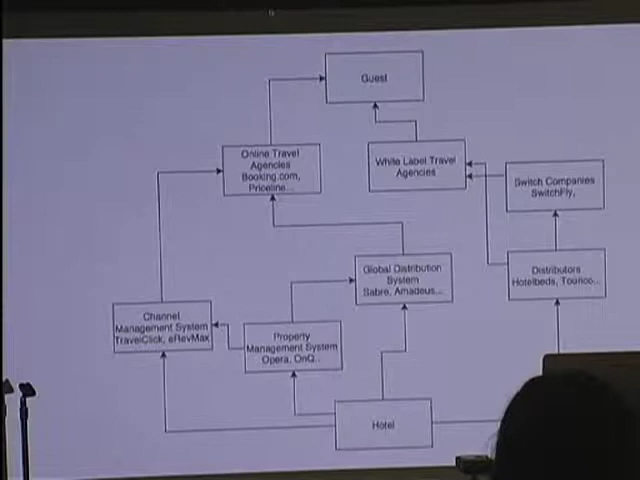 Guest
Online Travel
Agencies
Booking.com,
Priceline...
White Label Travel
Agencies
Switch Companies
SwitchFly,
Global Distribution
System
Sabre, Amadeus...
Distributors
Hotelbeds, Tourico...
Channel
Management System
TravelClick, eRevMax
Property
Management System
Opera, OnQ...
Hotel